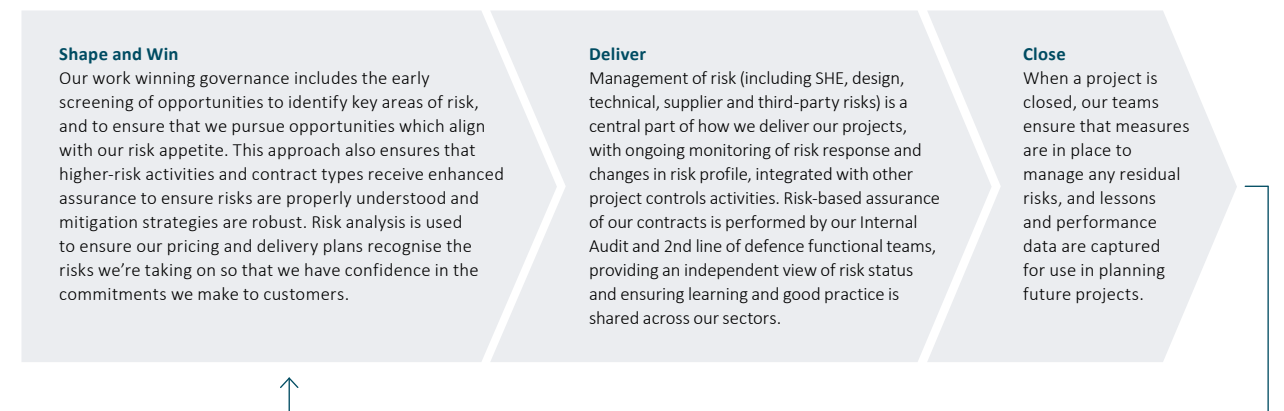 Shape and Win
Our work winning governance includes the early
screening of opportunities to identify key areas of risk,
and to ensure that we pursue opportunities which align
with our risk appetite. This approach also ensures that
higher-risk activities and contract types receive enhanced
assurance to ensure risks are properly understood and
mitigation strategies are robust. Risk analysis is used
to ensure our pricing and delivery plans recognise the
risks we’re taking on so that we have confidence in the
commitments we make to customers.
Deliver
Management of risk (including SHE, design,
technical, supplier and third-party risks) is a
central part of how we deliver our projects,
with ongoing monitoring of risk response and
changes in risk profile, integrated with other
project controls activities. Risk-based assurance
of our contracts is performed by our Internal
Audit and 2nd line of defence functional teams,
providing an independent view of risk status
and ensuring learning and good practice is
shared across our sectors.
Close
When a project is
closed, our teams
ensure that measures
are in place to
manage any residual
risks, and lessons
and performance
data are captured
for use in planning
future projects.